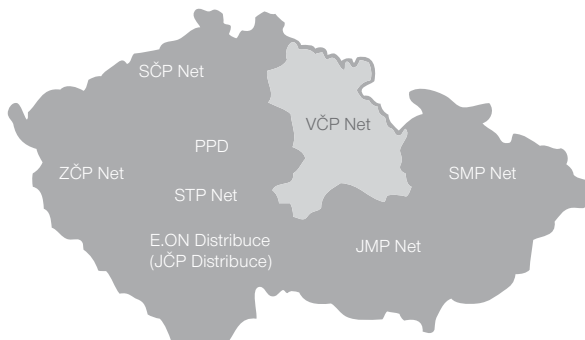 SČP Net
VČP Net
PPD
ZČP Net
SMP Net
STP Net
E.ON Distribuce
(JČP Distribuce)
JMP Net